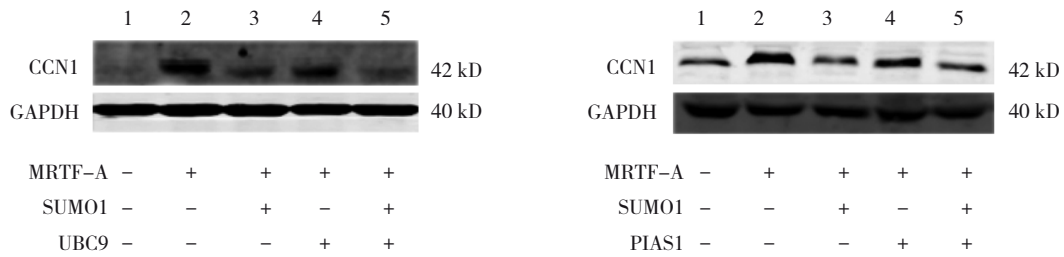 1 2 3 4 5
CCN1 42 kD
GAPDH 40 kD
MRTF-A - + + + +
SUMO1 - - + - +
UBC9 - - - + +
1 2 3 4 5
CCN1 42 kD
GAPDH 40 kD
MRTF-A - + + + +
SUMO1 - - + - +
PIAS1 - - - + +